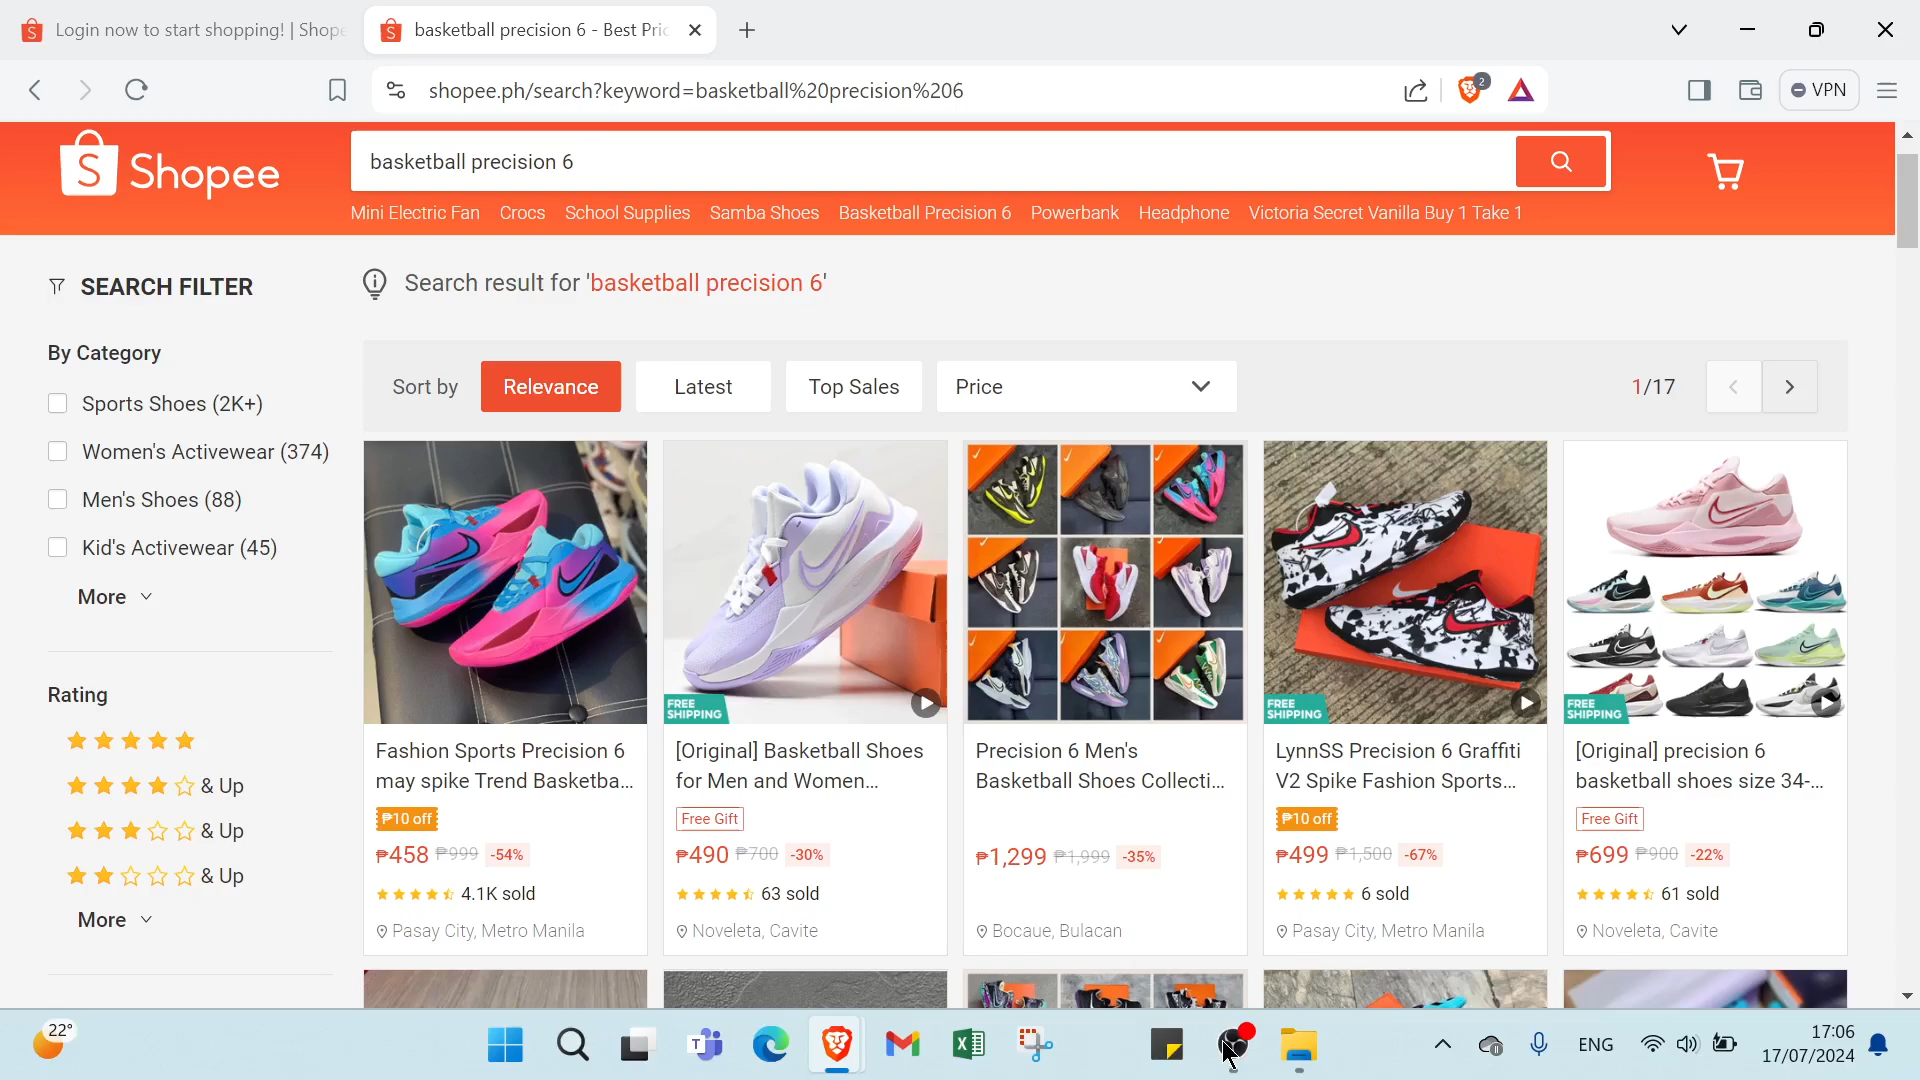 Login now to start shopping! | Shope
basketball precision 6 - Best Pric
shopee.ph/search?keyword=basketball%20precision%206
2
VPN
Shopee
basketball precision 6
Mini Electric Fan Crocs School Supplies Samba Shoes Basketball Precision 6 Powerbank Headphone Victoria Secret Vanilla Buy 1 Take 1
SEARCH FILTER
Search result for 'basketball precision 6'
By Category
Sports Shoes (2K+)
Women's Activewear (374)
Men's Shoes (88)
Kid's Activewear (45)
More
Rating
& Up
& Up
& Up
More
Sort by Relevance Latest Top Sales Price 1/17
Fashion Sports Precision 6
may spike Trend Basketba...
₱10 off
₱458 ₱999 -54%
4.1K sold
Pasay City, Metro Manila
FREE
SHIPPING
[Original] Basketball Shoes
for Men and Women...
Free Gift
₱490 ₱700 -30%
63 sold
Noveleta, Cavite
Precision 6 Men's
Basketball Shoes Collecti...
₱1,299 ₱1,999 -35%
Bocaue, Bulacan
FREE
SHIPPING
LynnSS Precision 6 Graffiti
V2 Spike Fashion Sports...
₱10 off
₱499 ₱1,500 -67%
6 sold
Pasay City, Metro Manila
FREE
SHIPPING
[Original] precision 6
basketball shoes size 34-...
Free Gift
₱699 ₱900 -22%
61 sold
Noveleta, Cavite
22°
ENG
17:06
17/07/2024